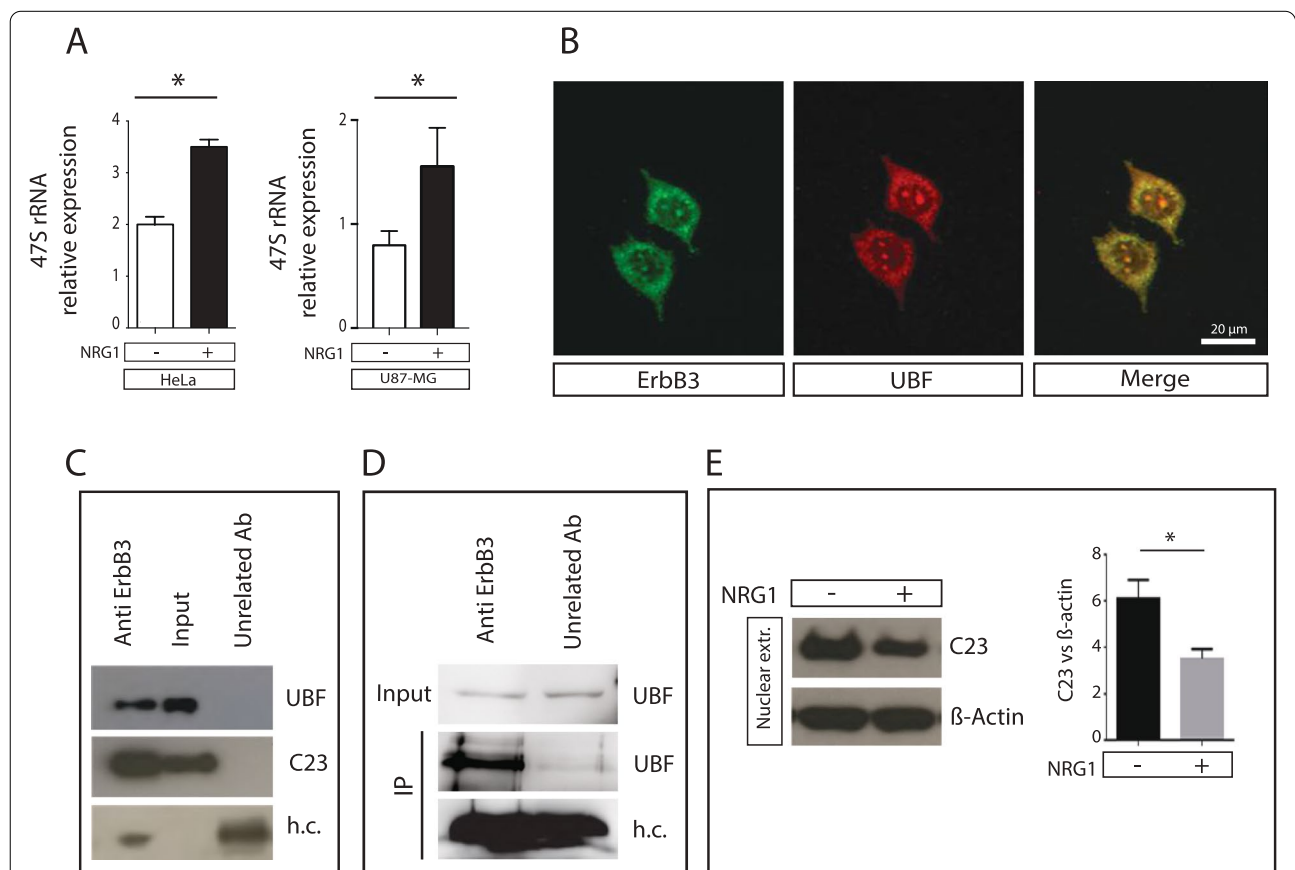 A
*
47S rRNA
relative expression
4
3
2
1
0
NRG1 - +
HeLa
*
47S rRNA
relative expression
2
1
0
NRG1 - +
U87-MG
B
20 µm
ErbB3 UBF Merge
C
Anti ErbB3
Input
Unrelated Ab
UBF
C23
h.c.
D
Anti ErbB3
Unrelated Ab
Input UBF
IP
UBF
h.c.
E
NRG1 - +
Nuclear extr.
C23
ß-Actin
*
C23 vs ß-actin
8
6
4
2
0
NRG1 - +